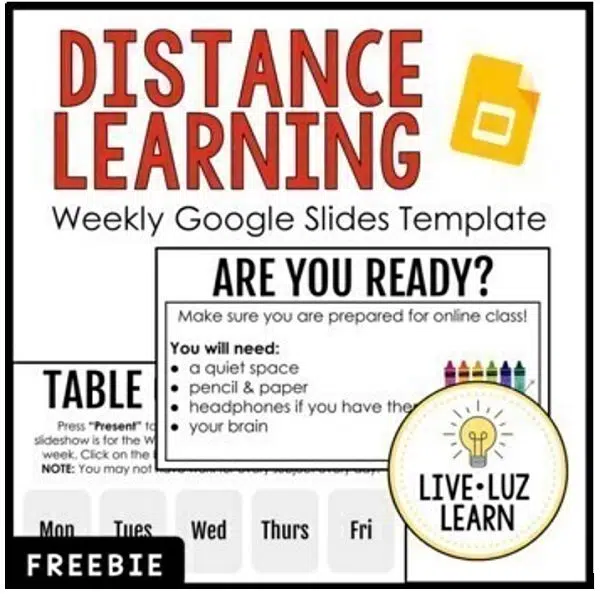 DISTANCE
LEARNING
Weekly Google Slides Template
ARE YOU READY?
Make sure you are prepared for online class!
You will need:
• a quiet space
• pencil & paper
• headphones if you have
• your brain
TABLE
Press "Present"
slideshow is for the
week. Click on the
NOTE: You may not
Mon Tues Wed Thurs Fri
LIVE•LUZ
LEARN
FREEBIE